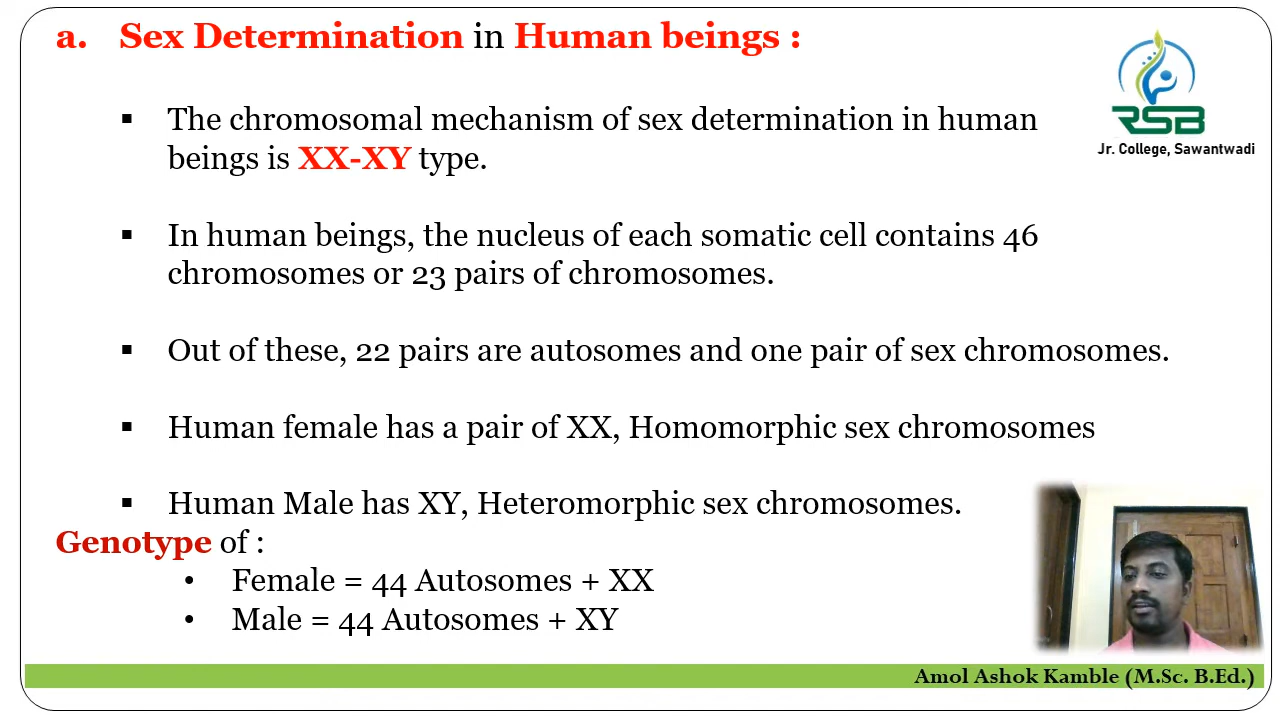 a. Sex Determination in Human beings :
RSB
Jr. College, Sawantwadi
▪ The chromosomal mechanism of sex determination in human
beings is XX-XY type.
▪ In human beings, the nucleus of each somatic cell contains 46
chromosomes or 23 pairs of chromosomes.
▪ Out of these, 22 pairs are autosomes and one pair of sex chromosomes.
▪ Human female has a pair of XX, Homomorphic sex chromosomes
▪ Human Male has XY, Heteromorphic sex chromosomes.
Genotype of :
• Female = 44 Autosomes + XX
• Male = 44 Autosomes + XY
Amol Ashok Kamble (M.Sc. B.Ed.)